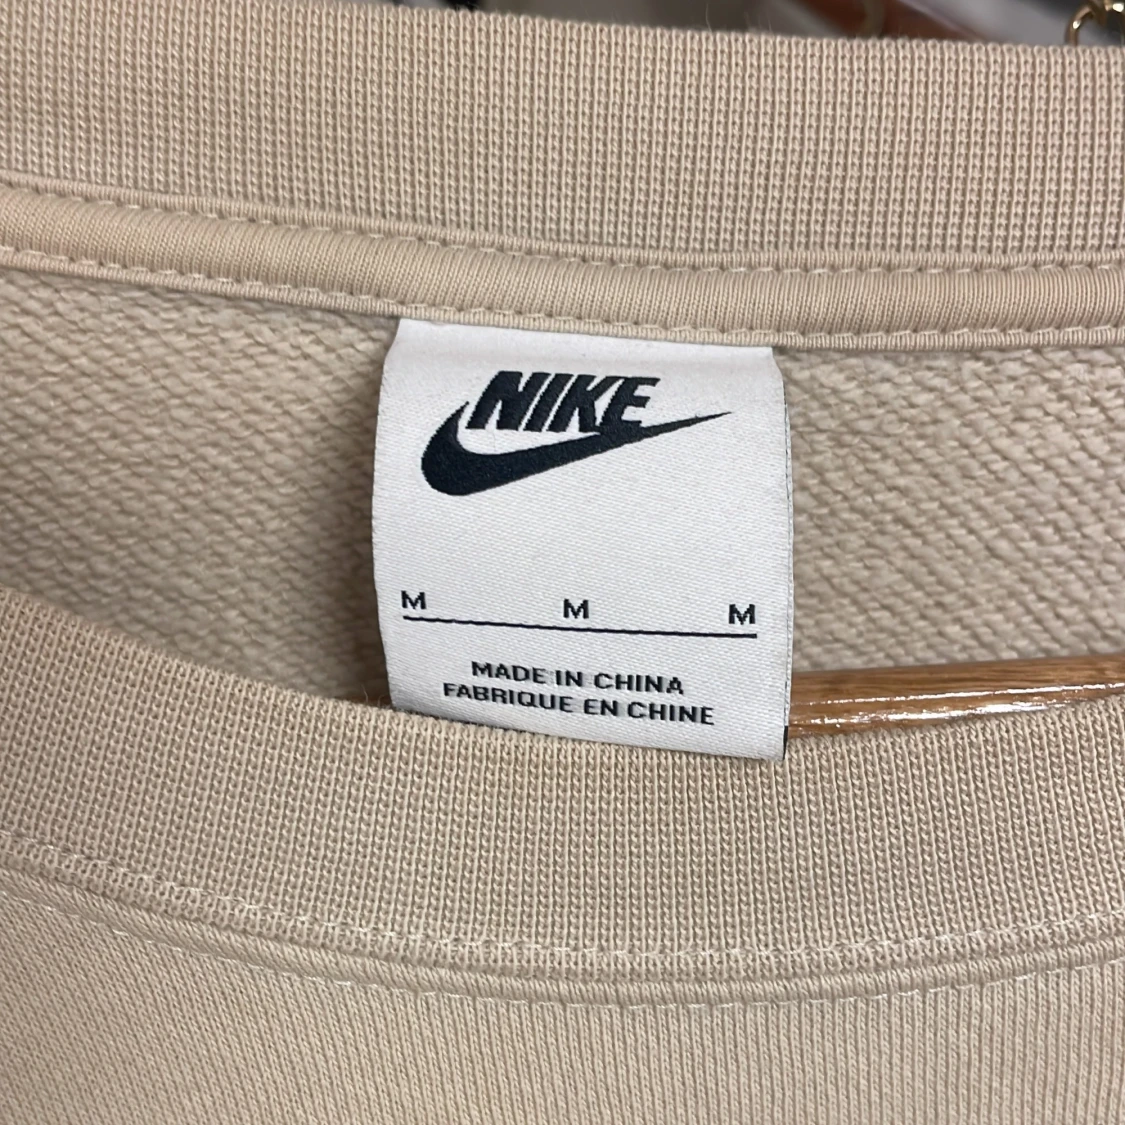 NIKE
M M M
MADE IN CHINA
FABRIQUE EN CHINE